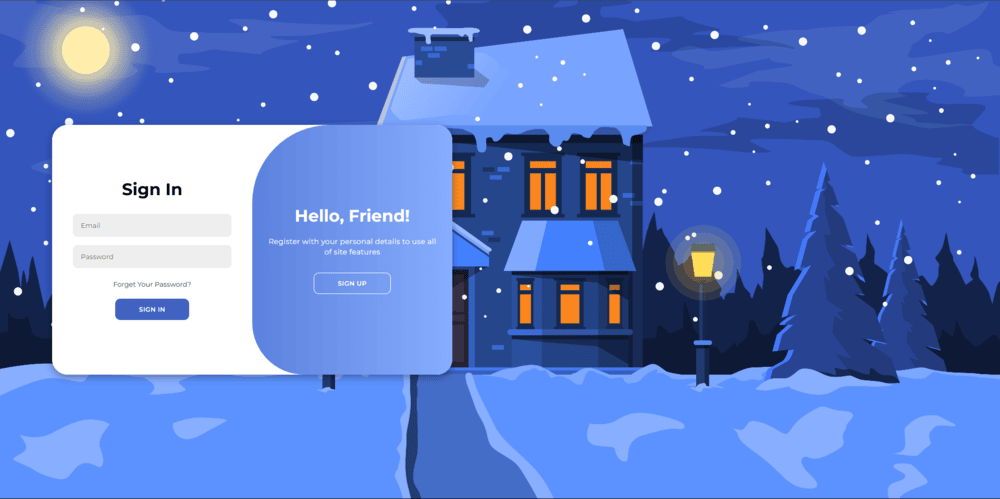 Sign In
Email
Password
Forget Your Password?
SIGN IN
Hello, Friend!
Register with your personal details to use all
of site features
SIGN UP